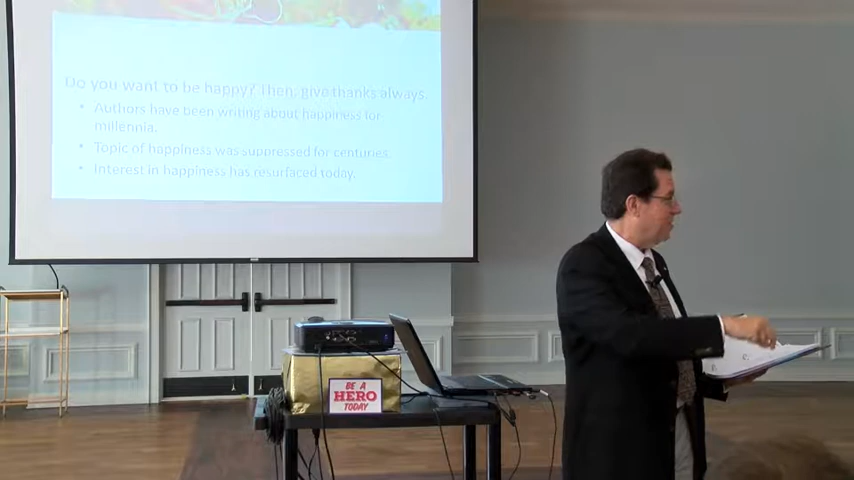 Do you want to be happy? Then, give thanks always.
• Authors have been writing about happiness for
millennia.
• Topic of happiness was suppressed for centuries.
• Interest in happiness has resurfaced today.
BE A
HERO
TODAY